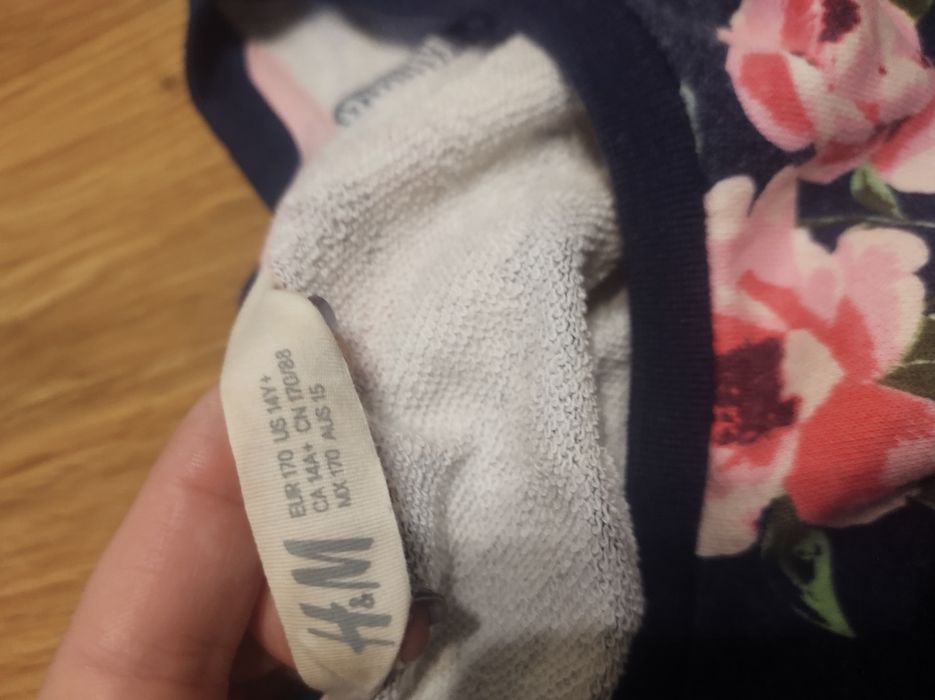 EUR 170 US 14Y+
CA 14A+ CN 170/88
MX 170 AUS 15
H&M